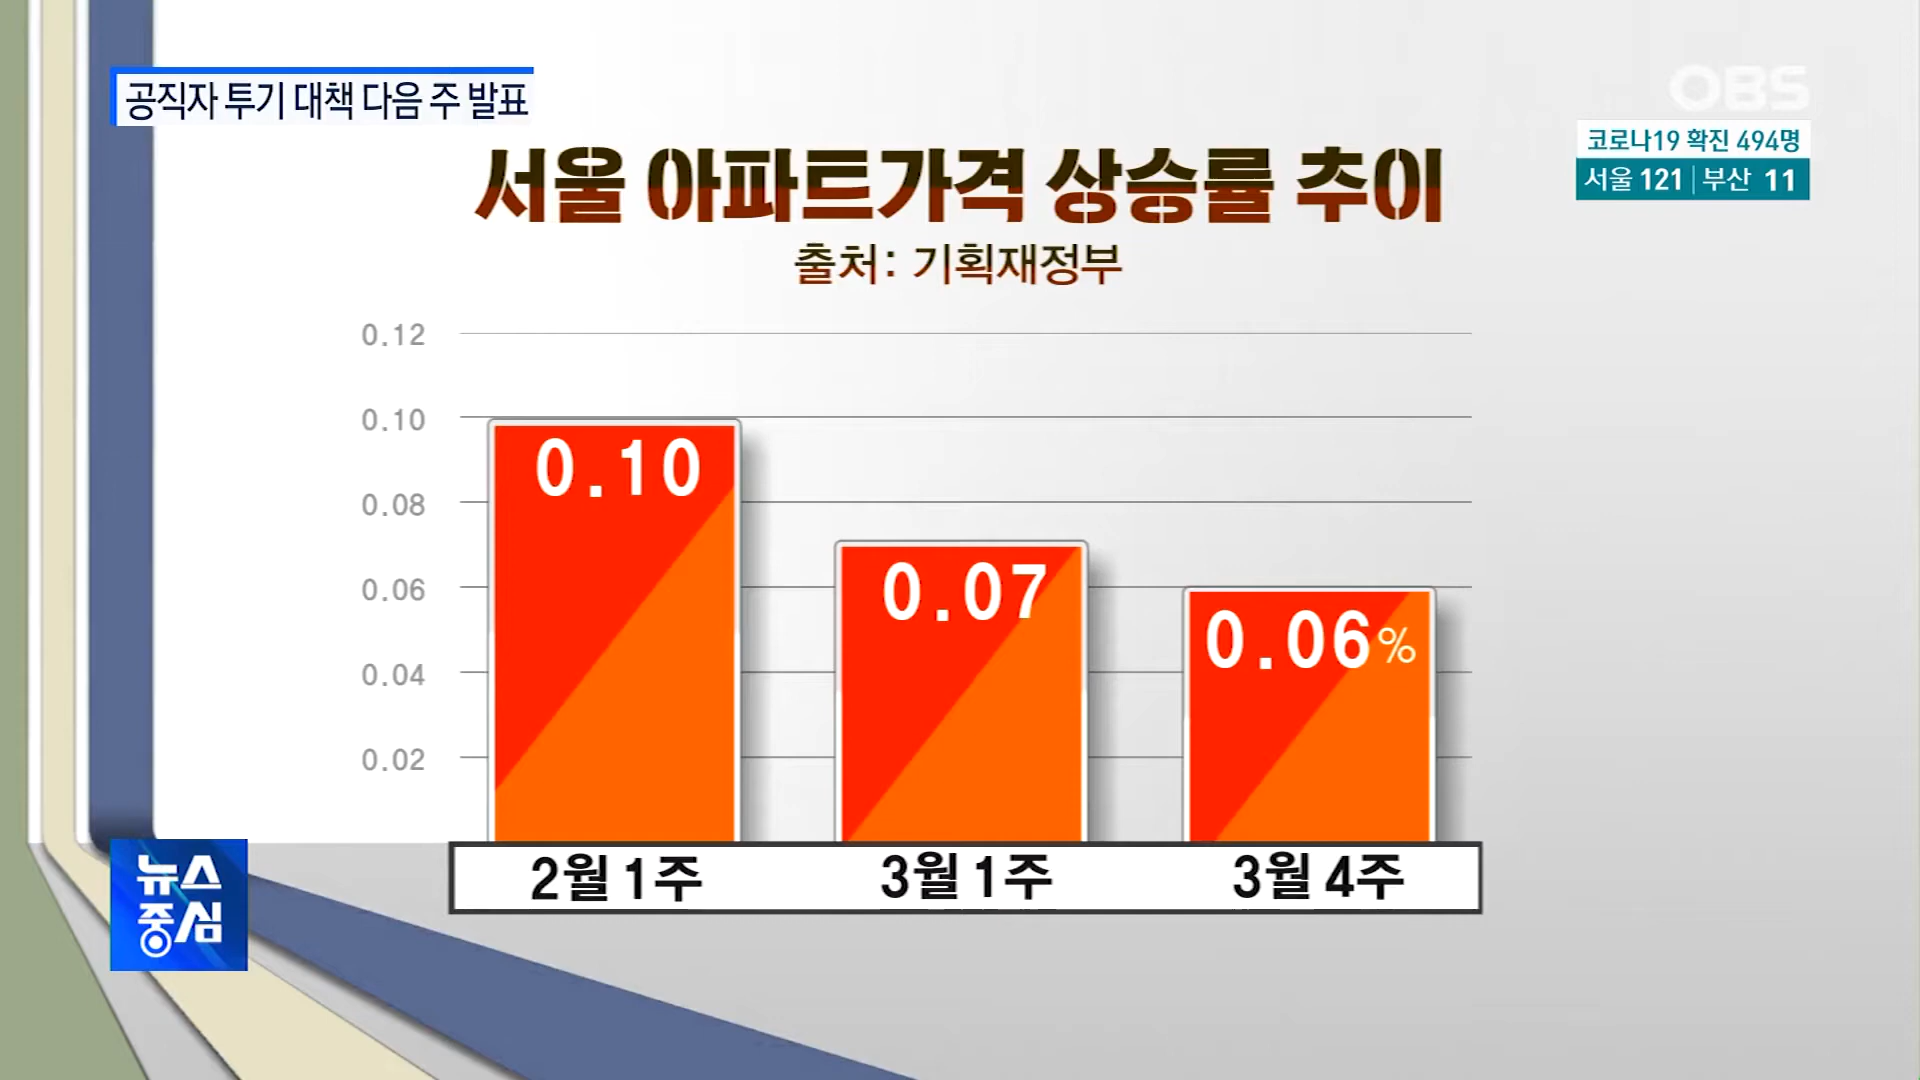 공직자 투기 대책 다음 주 발표
OBS
코로나19 확진 494명
서울 121 | 부산 11
서울 아파트가격 상승률 추이
출처: 기획재정부
0.12
0.10
0.08
0.06
0.04
0.02
0.10
0.07
0.06%
2월 1주
3월 1주
3월 4주
뉴스
중심